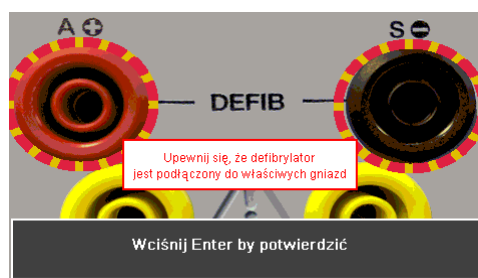 A + S -
DEFIB
Upewnij się, że defibrylator
jest podłączony do właściwych gniazd
Wciśnij Enter by potwierdzić